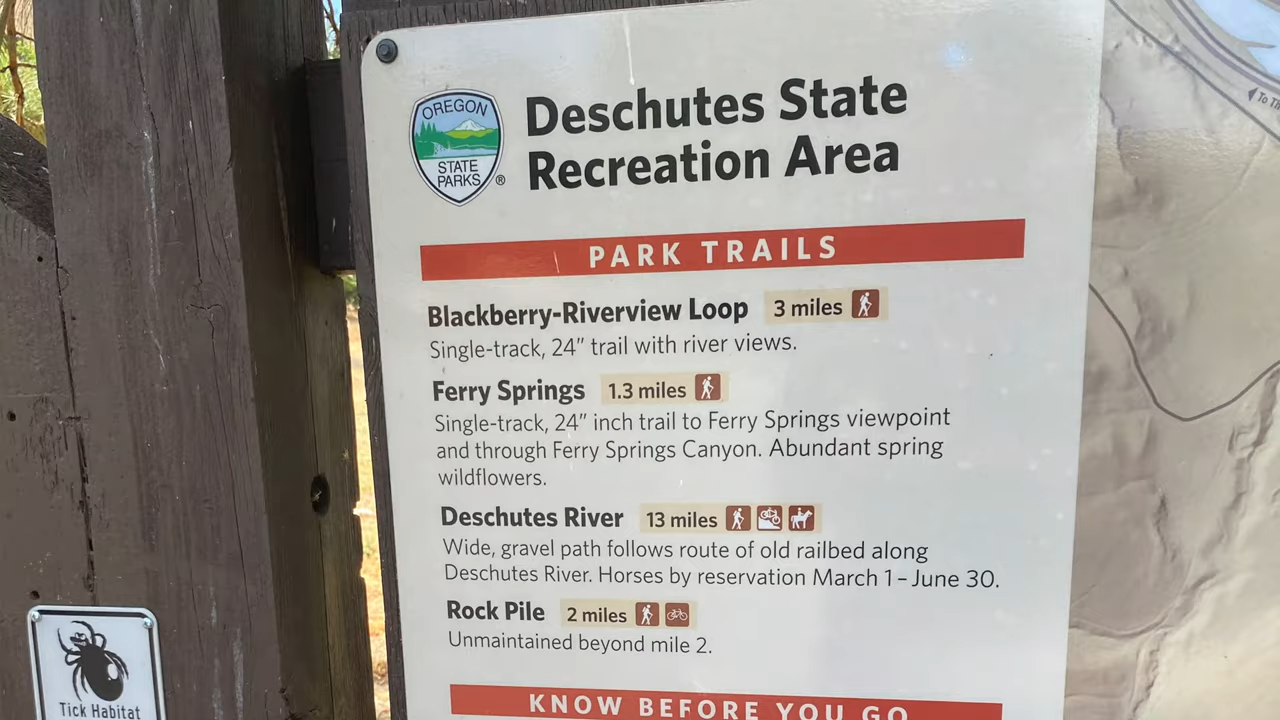 OREGON
STATE
PARKS
®
Deschutes State
Recreation Area
PARK TRAILS
Blackberry-Riverview Loop 3 miles
Single-track, 24” trail with river views.
Ferry Springs 1.3 miles
Single-track, 24” inch trail to Ferry Springs viewpoint
and through Ferry Springs Canyon. Abundant spring
wildflowers.
Deschutes River 13 miles
Wide, gravel path follows route of old railbed along
Deschutes River. Horses by reservation March 1 – June 30.
Rock Pile 2 miles
Unmaintained beyond mile 2.
KNOW BEFORE YOU GO
Tick Habitat
To